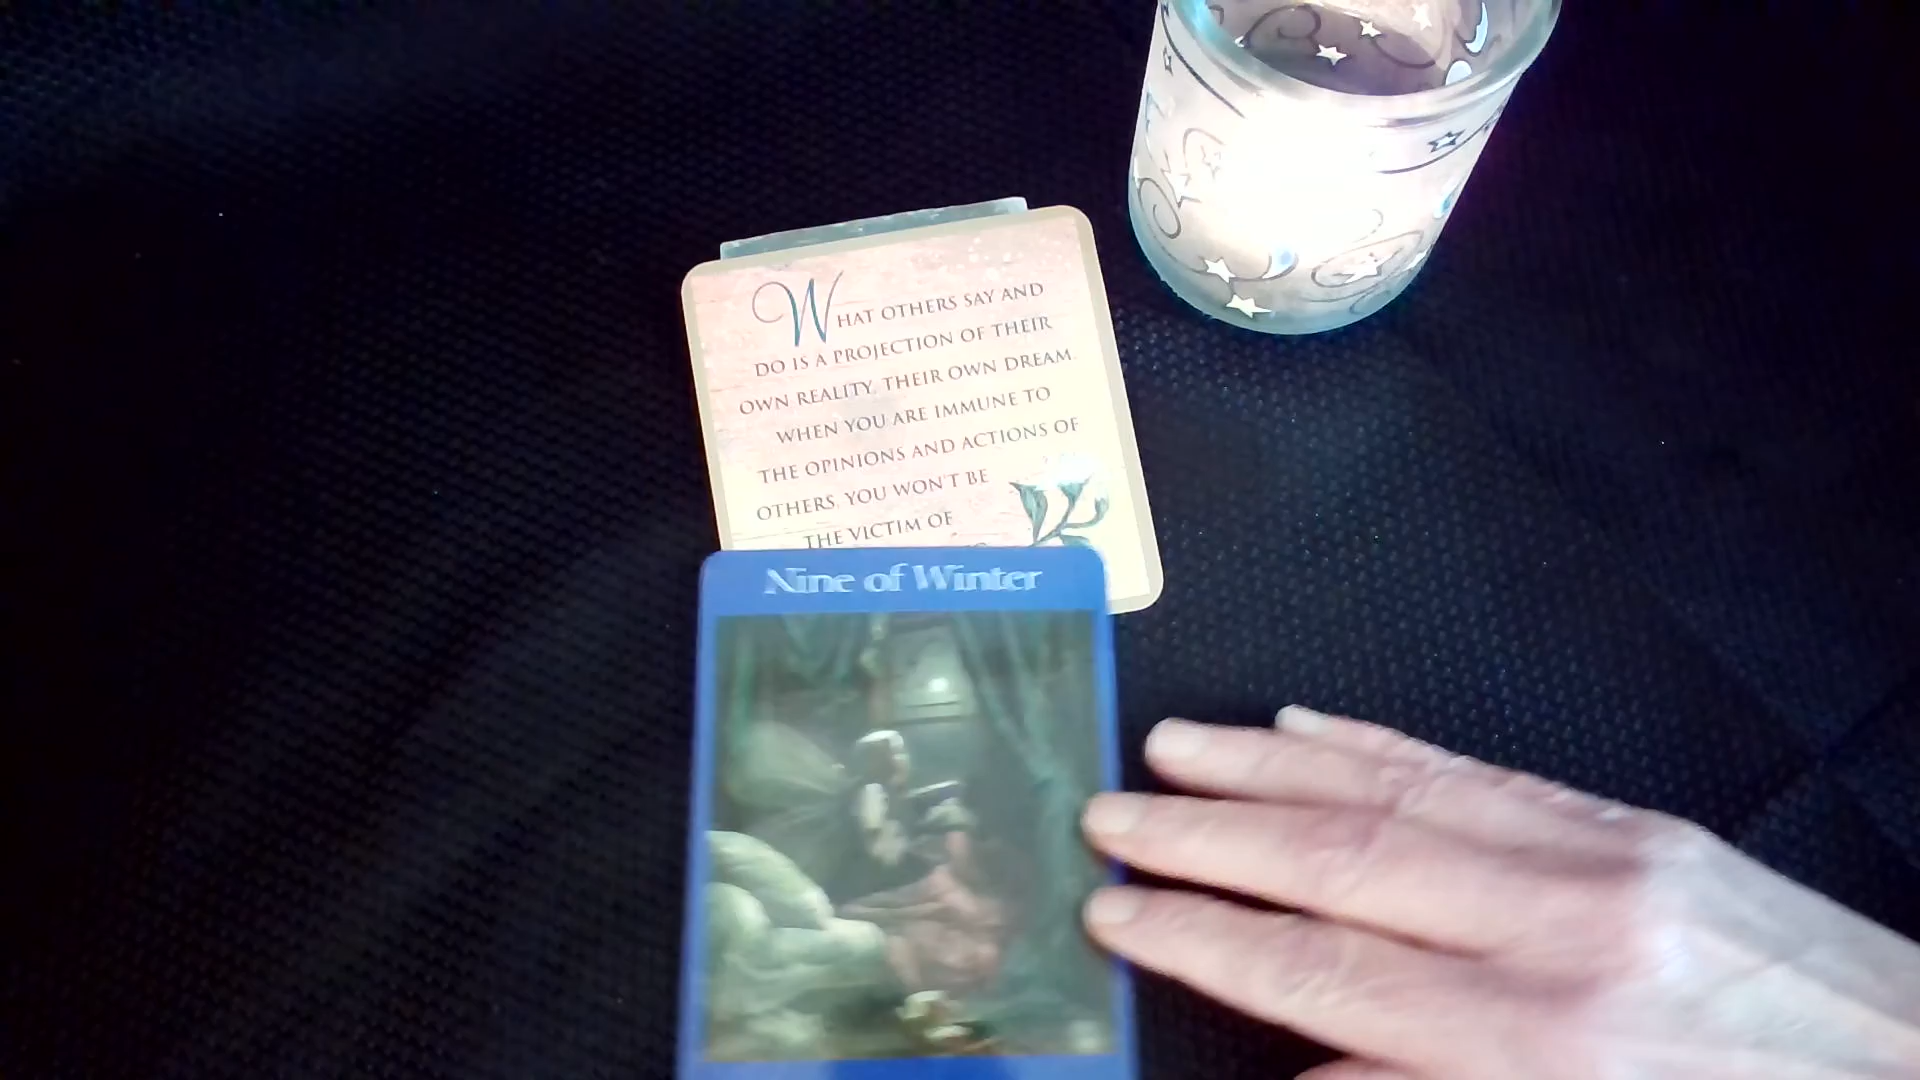 WHAT OTHERS SAY AND
DO IS A PROJECTION OF THEIR
OWN REALITY, THEIR OWN DREAM.
WHEN YOU ARE IMMUNE TO
THE OPINIONS AND ACTIONS OF
OTHERS, YOU WON'T BE
THE VICTIM OF
Nine of Winter